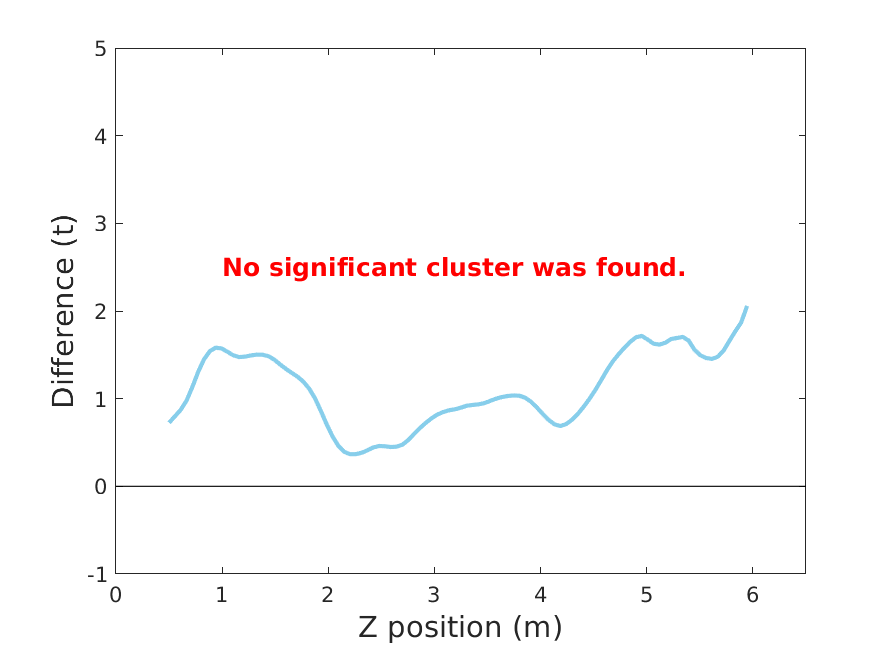 5
4
3
2
1
0
-1
Difference (t)
No significant cluster was found.
0 1 2 3 4 5 6
Z position (m)